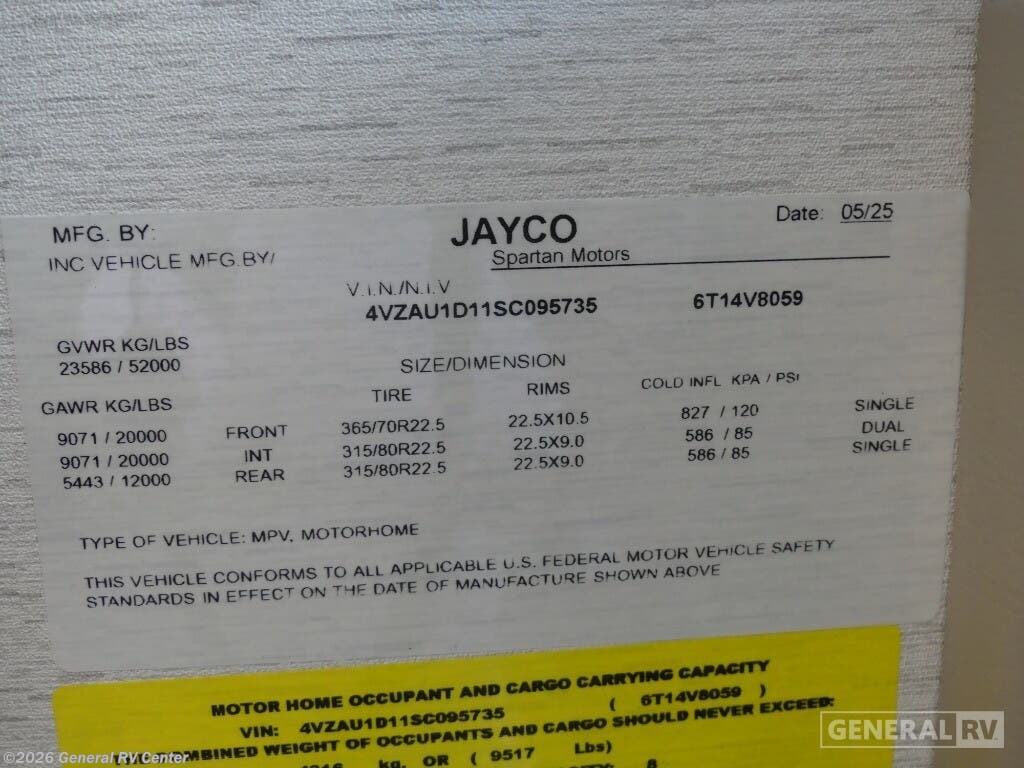 MFG. BY: JAYCO Date: 05/25
INC VEHICLE MFG.BY/ Spartan Motors
V.I.N./N.I.V
4VZAU1D11SC095735 6T14V8059
GVWR KG/LBS
23586 / 52000
SIZE/DIMENSION
GAWR KG/LBS TIRE RIMS COLD INFL KPA / PSI
9071 / 20000 FRONT 365/70R22.5 22.5X10.5 827 / 120 SINGLE
9071 / 20000 INT 315/80R22.5 22.5X9.0 586 / 85 DUAL
5443 / 12000 REAR 315/80R22.5 22.5X9.0 586 / 85 SINGLE
TYPE OF VEHICLE: MPV, MOTORHOME
THIS VEHICLE CONFORMS TO ALL APPLICABLE U.S. FEDERAL MOTOR VEHICLE SAFETY
STANDARDS IN EFFECT ON THE DATE OF MANUFACTURE SHOWN ABOVE
MOTOR HOME OCCUPANT AND CARGO CARRYING CAPACITY
VIN: 4VZAU1D11SC095735 ( 6T14V8059 )
COMBINED WEIGHT OF OCCUPANTS AND CARGO SHOULD NEVER EXCEED:
kg. OR ( 9517 Lbs)
8
GENERAL RV
©2026 General RV Center